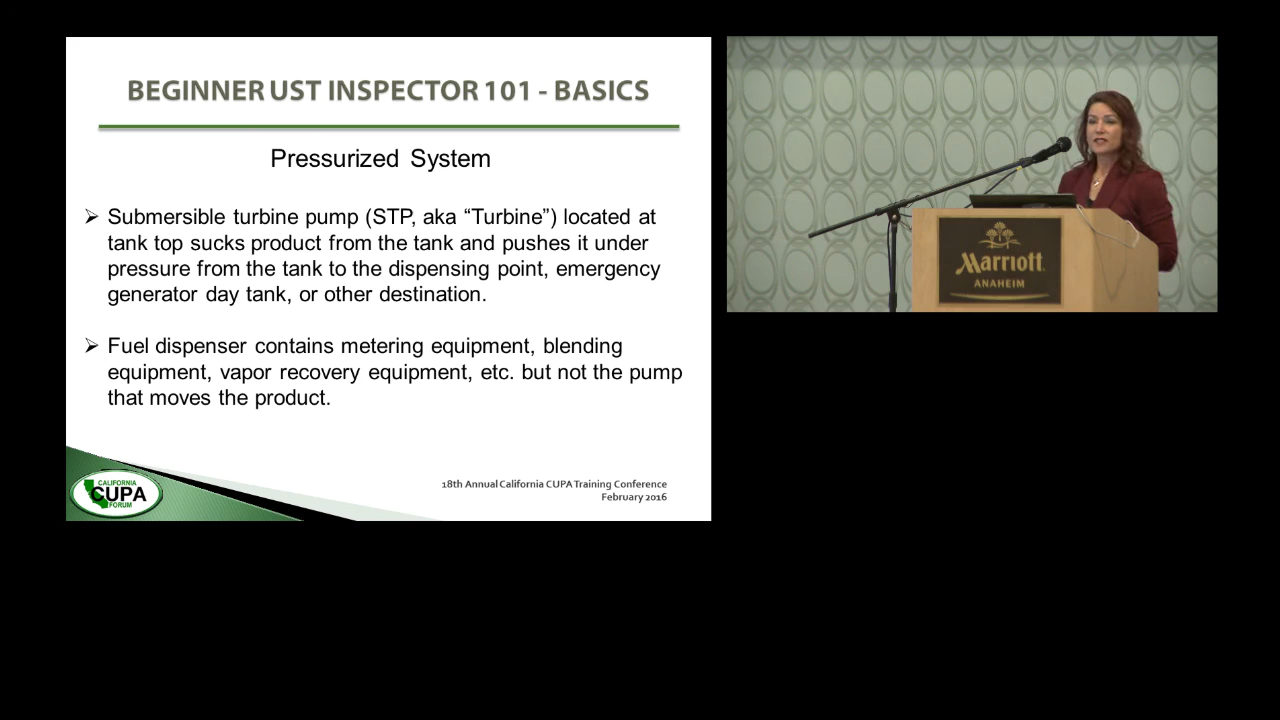 BEGINNER UST INSPECTOR 101 - BASICS
Pressurized System
➢ Submersible turbine pump (STP, aka “Turbine”) located at
tank top sucks product from the tank and pushes it under
pressure from the tank to the dispensing point, emergency
generator day tank, or other destination.
➢ Fuel dispenser contains metering equipment, blending
equipment, vapor recovery equipment, etc. but not the pump
that moves the product.
CALIFORNIA
CUPA
FORUM
18th Annual California CUPA Training Conference
February 2016
Marriott
ANAHEIM